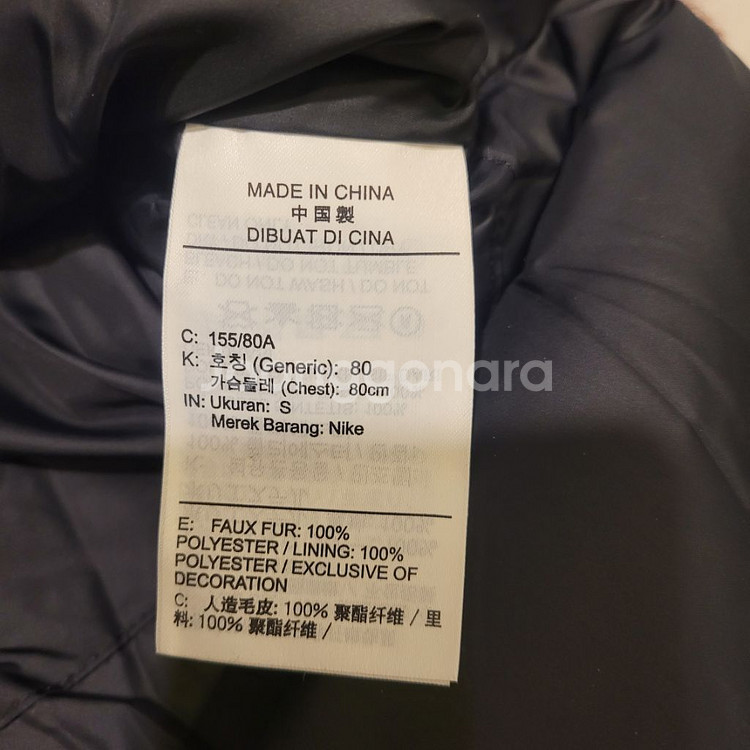 MADE IN CHINA
中国製
DIBUAT DI CINA
C: 155/80A
K: 호칭 (Generic): 80
가슴둘레 (Chest): 80cm
IN: Ukuran: S
Merek Barang: Nike
E: FAUX FUR: 100%
POLYESTER / LINING: 100%
POLYESTER / EXCLUSIVE OF
DECORATION
C: 人造毛皮: 100% 聚酯纤维 / 里
料: 100% 聚酯纤维 /